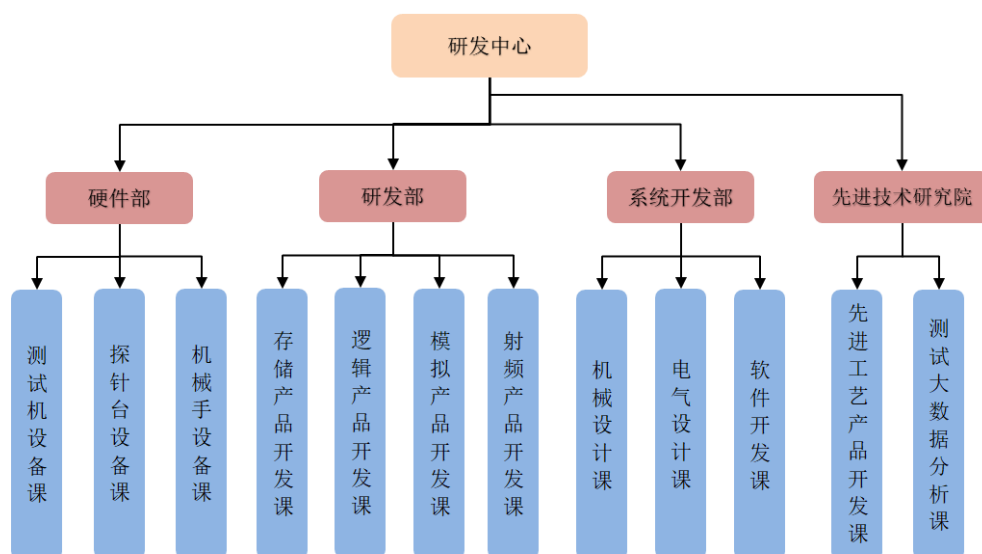 研发中心
硬件部
研发部
系统开发部
先进技术研究院
测试机设备课
探针台设备课
机械手设备课
存储产品开发课
逻辑产品开发课
模拟产品开发课
射频产品开发课
机械设计课
电气设计课
软件开发课
先进工艺产品开发课
测试大数据分析课